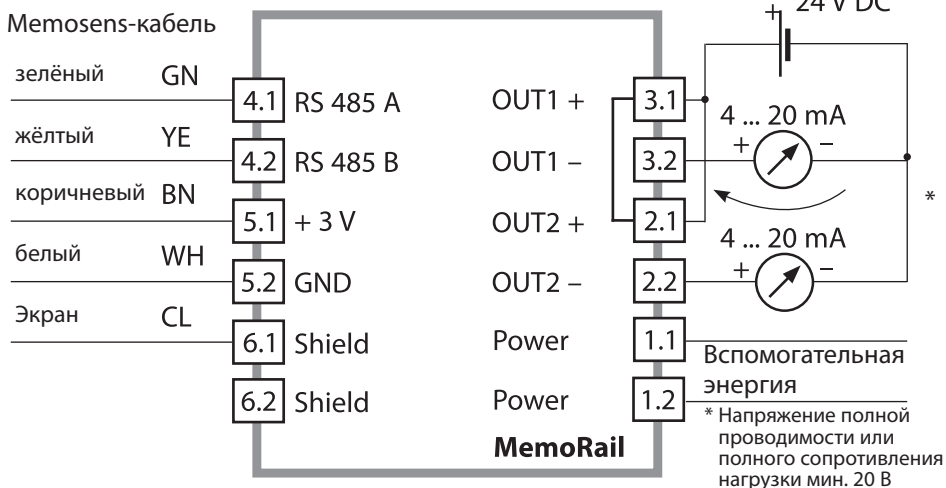 Memosens-кабель
зелёный GN
4.1 RS 485 A
жёлтый YE
4.2 RS 485 B
коричневый BN
5.1 + 3 V
белый WH
5.2 GND
Экран CL
6.1 Shield
6.2 Shield
OUT1 + 3.1
OUT1 – 3.2
OUT2 + 2.1
OUT2 – 2.2
Power 1.1
Power 1.2
MemoRail
+ 24 V DC
4 ... 20 mA
+ –
*
4 ... 20 mA
+ –
Вспомогательная
энергия
* Напряжение полной
проводимости или
полного сопротивления
нагрузки мин. 20 В